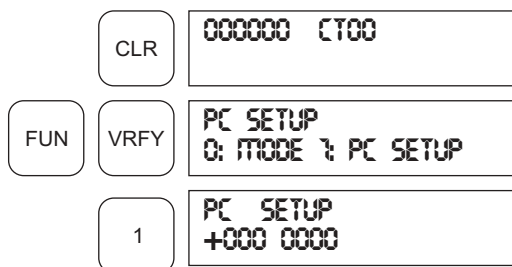 CLR
000000 CT00
FUN
VRFY
PC SETUP
0: MODE 1: PC SETUP
1
PC SETUP
+000 0000